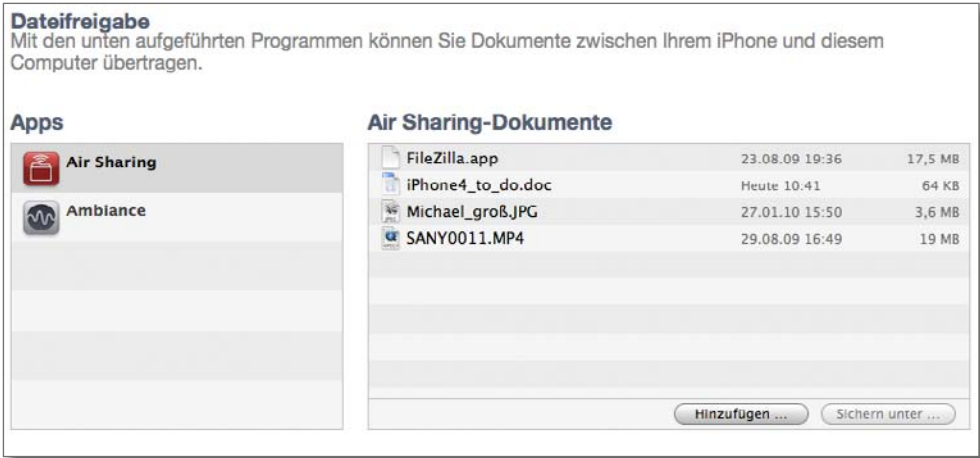 Dateifreigabe
Mit den unten aufgeführten Programmen können Sie Dokumente zwischen Ihrem iPhone und diesem
Computer übertragen.
Apps
Air Sharing
Ambiance
Air Sharing-Dokumente
FileZilla.app 23.08.09 19:36 17,5 MB
iPhone4_to_do.doc Heute 10:41 64 KB
Michael_groß.JPG 27.01.10 15:50 3,6 MB
SANY0011.MP4 29.08.09 16:49 19 MB
Hinzufügen ... Sichern unter ...